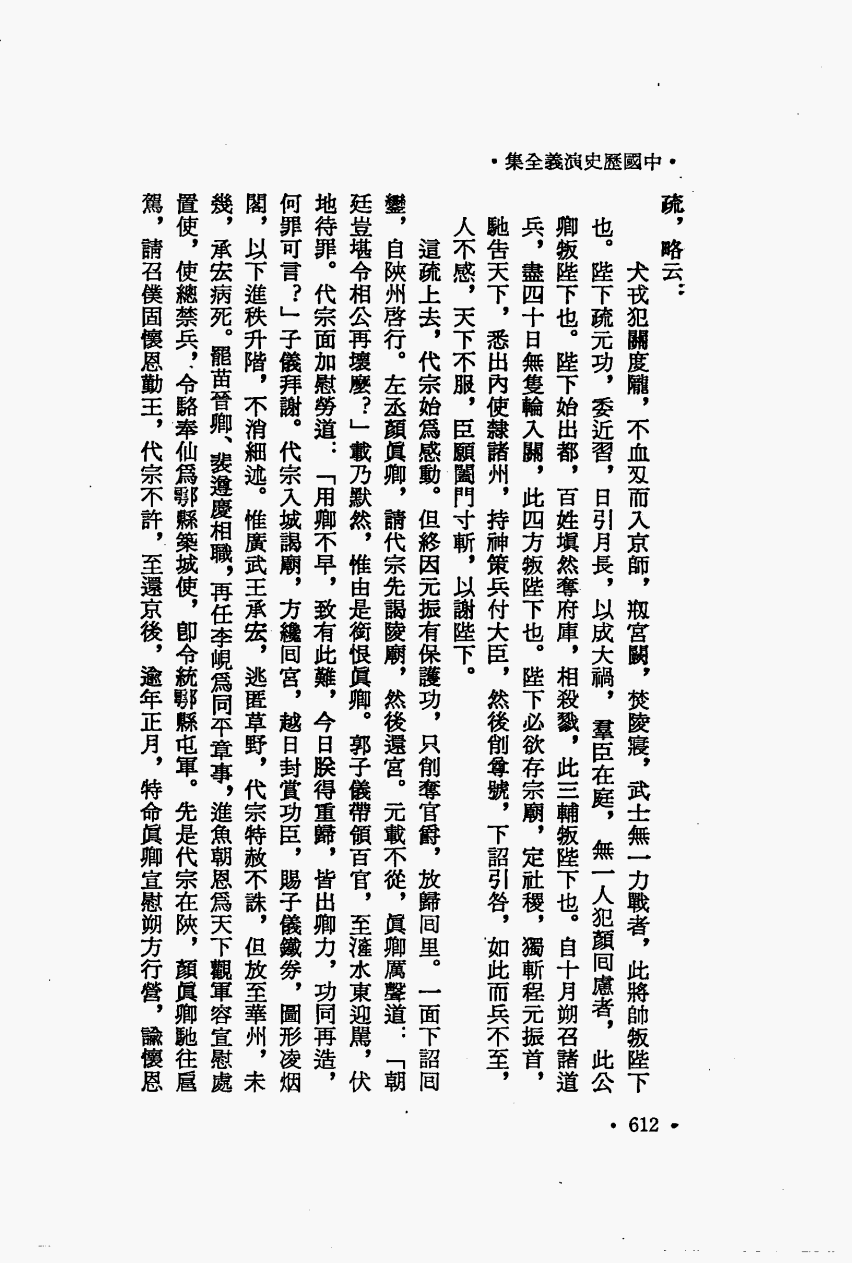 •中國歷史演義全集•
疏，略云：
犬戎犯關度隴，不血刄而入京師，刼宮闕，焚陵寢，武士無一力戰者，此將帥叛陛下
也。陛下疏元功，委近習，日引月長，以成大禍，羣臣在庭，無一人犯顏回慮者，此公
卿叛陛下也。陛下始出都，百姓塡然奪府庫，相殺戮，此三輔叛陛下也。自十月朔召諸道
兵，盡四十日無隻輪入關，此四方叛陛下也。陛下必欲存宗廟，定社稷，獨斬程元振首，
馳告天下，悉出內使隸諸州，持神策兵付大臣，然後削尊號，下詔引咎，如此而兵不至，
人不感，天下不服，臣願闔門寸斬，以謝陛下。
這疏上去，代宗始爲感動。但終因元振有保護功，只削奪官爵，放歸田里。一面下詔回
鑾，自陝州啓行。左丞顏眞卿，請代宗先謁陵廟，然後還宮。元載不從，眞卿厲聲道：「朝
廷豈堪令相公再壞麼？」載乃默然，惟由是銜恨眞卿。郭子儀帶領百官，至滻水東迎駕，伏
地待罪。代宗面加慰勞道：「用卿不早，致有此難，今日朕得重歸，皆出卿力，功同再造，
何罪可言？」子儀拜謝。代宗入城謁廟，方纔回宮，越日封賞功臣，賜子儀鐵券，圖形凌烟
閣，以下進秩升階，不消細述。惟廣武王承宏，逃匿草野，代宗特赦不誅，但放至華州，未
幾，承宏病死。罷苗晉卿、裴遵慶相職，再任李峴爲同平章事，進魚朝恩爲天下觀軍容宣慰處
置使，使總禁兵，令駱奉仙爲鄠縣築城使，卽令統鄠縣屯軍。先是代宗在陝，顏眞卿馳往扈
駕，請召僕固懷恩勤王，代宗不許，至還京後，逾年正月，特命眞卿宣慰朔方行營，諭懷恩
•612•